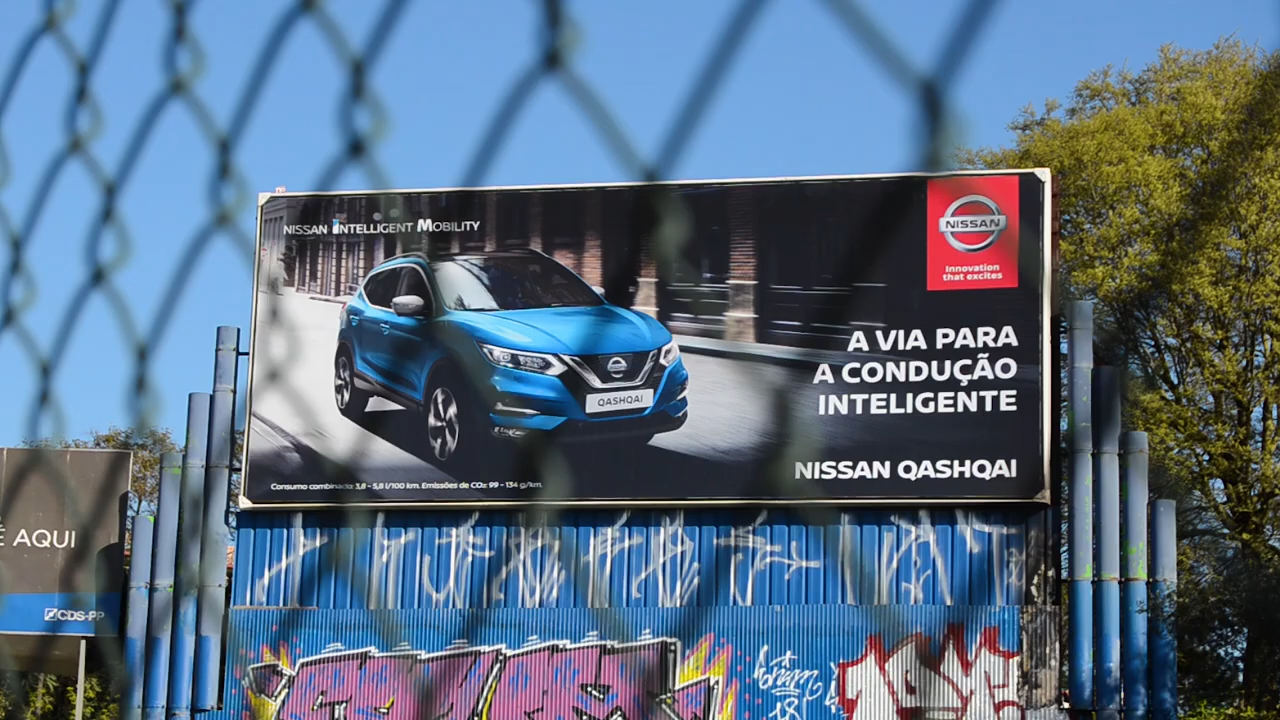 NISSAN INTELLIGENT MOBILITY
NISSAN
Innovation
that excites
A VIA PARA
A CONDUÇÃO
INTELIGENTE
QASHQAI
NISSAN QASHQAI
Consumo combinado: 3,8 - 5,8 l/100 km. Emissões de CO₂: 99 - 134 g/km.
É AQUI
CDS-PP